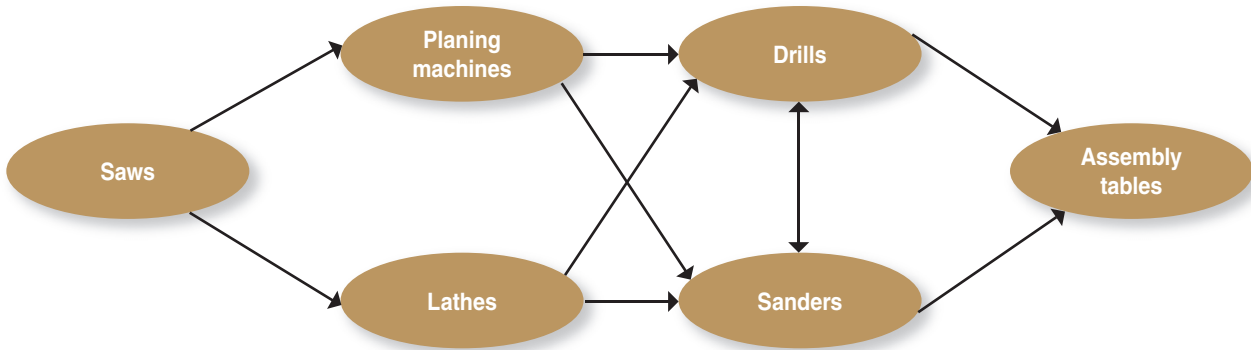 Planing
machines
Drills
Saws
Assembly
tables
Lathes
Sanders